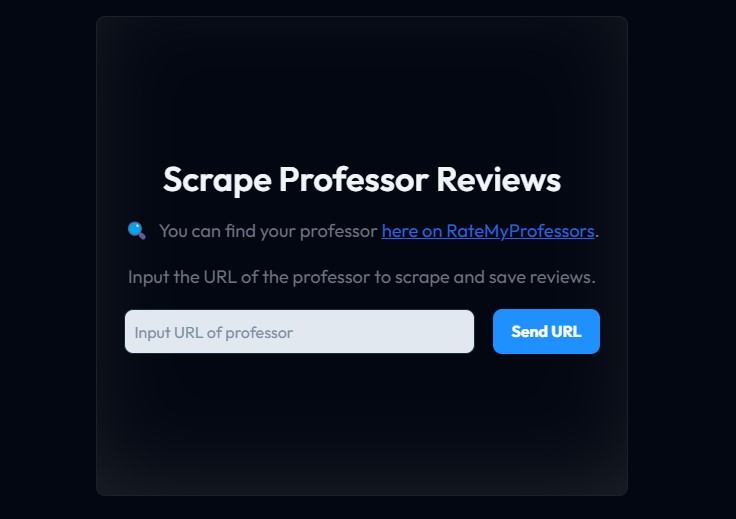 Scrape Professor Reviews
You can find your professor here on RateMyProfessors.
Input the URL of the professor to scrape and save reviews.
Input URL of professor
Send URL